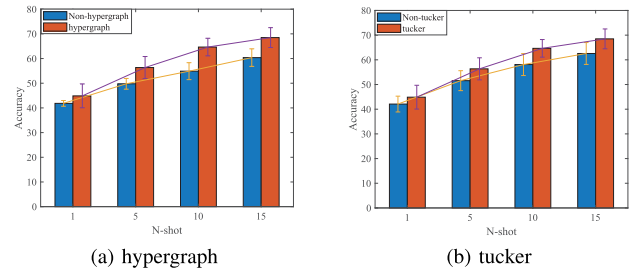 80
70
60
50
40
30
20
10
0
Accuracy
Non-hypergraph
hypergraph
1 5 10 15
N-shot
(a) hypergraph
80
70
60
50
40
30
20
10
0
Accuracy
Non-tucker
tucker
1 5 10 15
N-shot
(b) tucker